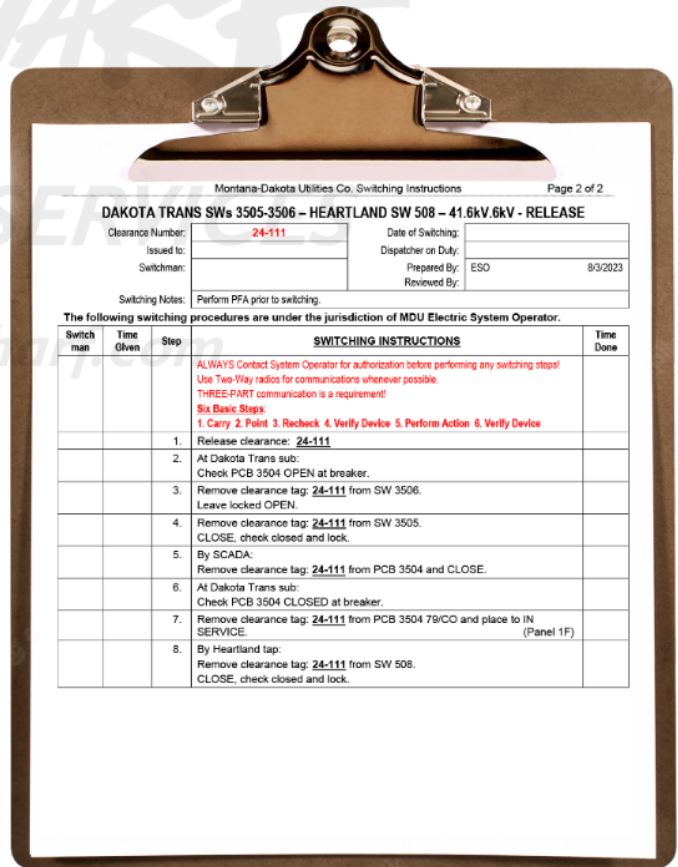 SERVICES
Montana-Dakota Utilities Co. Switching Instructions Page 2 of 2
DAKOTA TRANS SWs 3505-3506 – HEARTLAND SW 508 – 41.6kV.6kV - RELEASE
Clearance Number: 24-111 Date of Switching:
Issued to: Dispatcher on Duty:
Switchman: Prepared By: ESO 8/3/2023
Reviewed By:
Switching Notes: Perform PFA prior to switching.
The following switching procedures are under the jurisdiction of MDU Electric System Operator.
Switch man Time Given Step SWITCHING INSTRUCTIONS Time Done
ALWAYS Contact System Operator for authorization before performing any switching steps!
Use Two-Way radios for communications whenever possible.
THREE-PART communication is a requirement!
Six Basic Steps:
1. Carry 2. Point 3. Recheck 4. Verify Device 5. Perform Action 6. Verify Device
1. Release clearance: 24-111
2. At Dakota Trans sub:
Check PCB 3504 OPEN at breaker.
3. Remove clearance tag: 24-111 from SW 3506.
Leave locked OPEN.
4. Remove clearance tag: 24-111 from SW 3505.
CLOSE, check closed and lock.
5. By SCADA:
Remove clearance tag: 24-111 from PCB 3504 and CLOSE.
6. At Dakota Trans sub:
Check PCB 3504 CLOSED at breaker.
7. Remove clearance tag: 24-111 from PCB 3504 79/CO and place to IN
SERVICE. (Panel 1F)
8. By Heartland tap:
Remove clearance tag: 24-111 from SW 508.
CLOSE, check closed and lock.